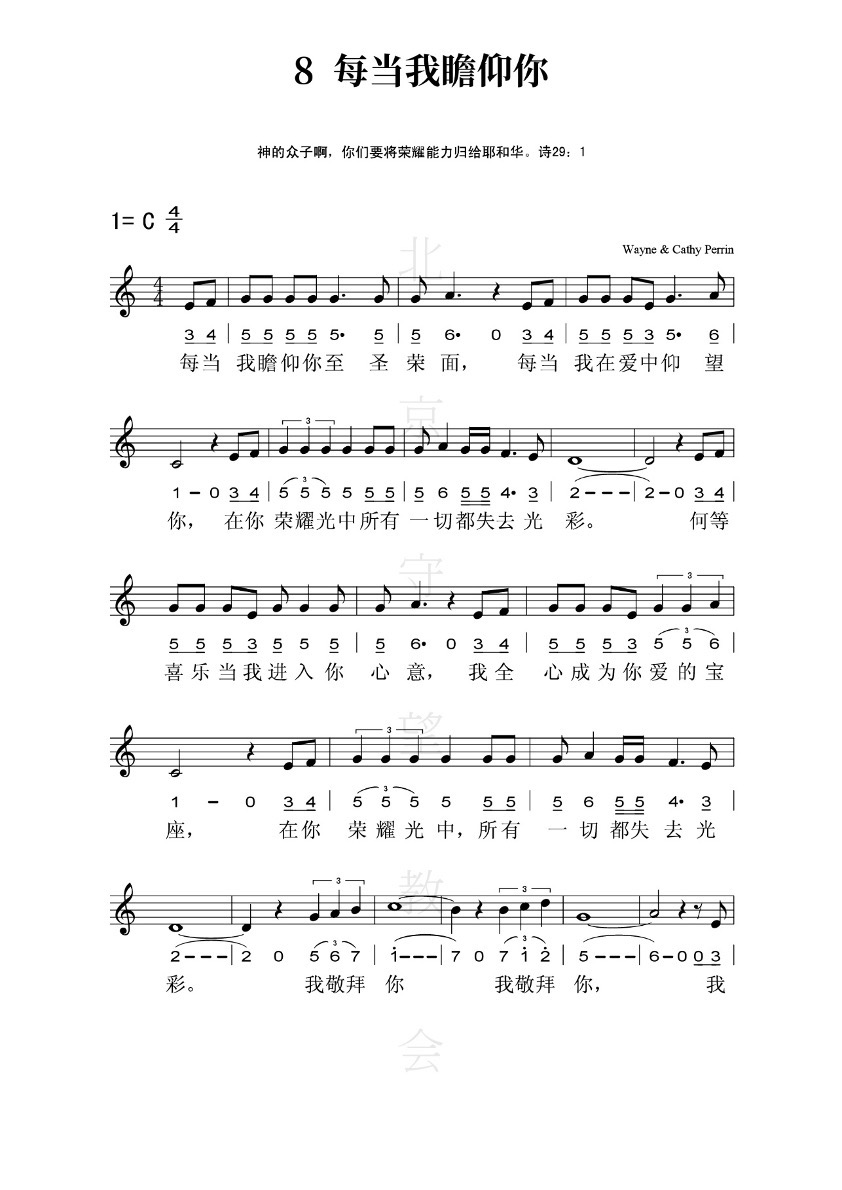 8 每当我瞻仰你
神的众子啊，你们要将荣耀能力归给耶和华。诗29：1
1= C 4/4
Wayne & Cathy Perrin
3 4 | 5 5 5 5 5• 5 | 5 6• 0 3 4 | 5 5 5 3 5• 6 |
每当 我瞻仰你至 圣 荣 面， 每当 我在爱中仰 望
1 - 0 3 4 | 5 5 5 5 5 5 5 | 5 6 5 5 4• 3 | 2 - - - | 2 - 0 3 4 |
你， 在你 荣耀光中所有 一切都失去光 彩。 何等
5 5 5 3 5 5 5 | 5 6• 0 3 4 | 5 5 5 3 5 5 6 |
喜乐当我进入你 心 意， 我全 心成为你爱的宝
1 - 0 3 4 | 5 5 5 5 5 5 5 | 5 6 5 5 4• 3 |
座， 在你 荣耀光中，所有 一切都失去光
2 - - - | 2 0 5 6 7 | 1 - - - | 7 0 7 1 2 | 5 - - - | 6 - 0 0 3 |
彩。 我敬拜 你 我敬拜 你， 我
北京守望教会